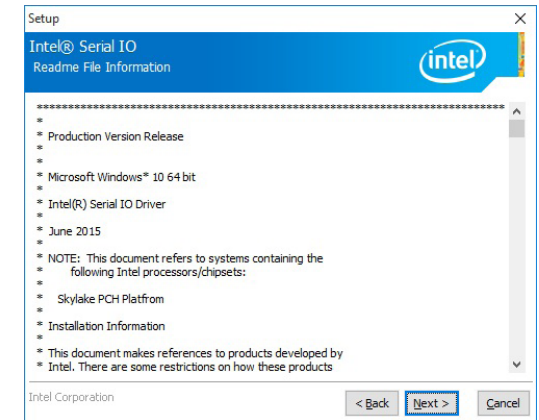 Setup
Intel® Serial IO
Readme File Information
intel
*******************************************************************************
*
* Production Version Release
*
*
* Microsoft Windows* 10 64 bit
*
* Intel(R) Serial IO Driver
*
* June 2015
*
* NOTE: This document refers to systems containing the
* following Intel processors/chipsets:
*
* Skylake PCH Platfrom
*
* Installation Information
*
* This document makes references to products developed by
* Intel. There are some restrictions on how these products
Intel Corporation
< Back Next > Cancel